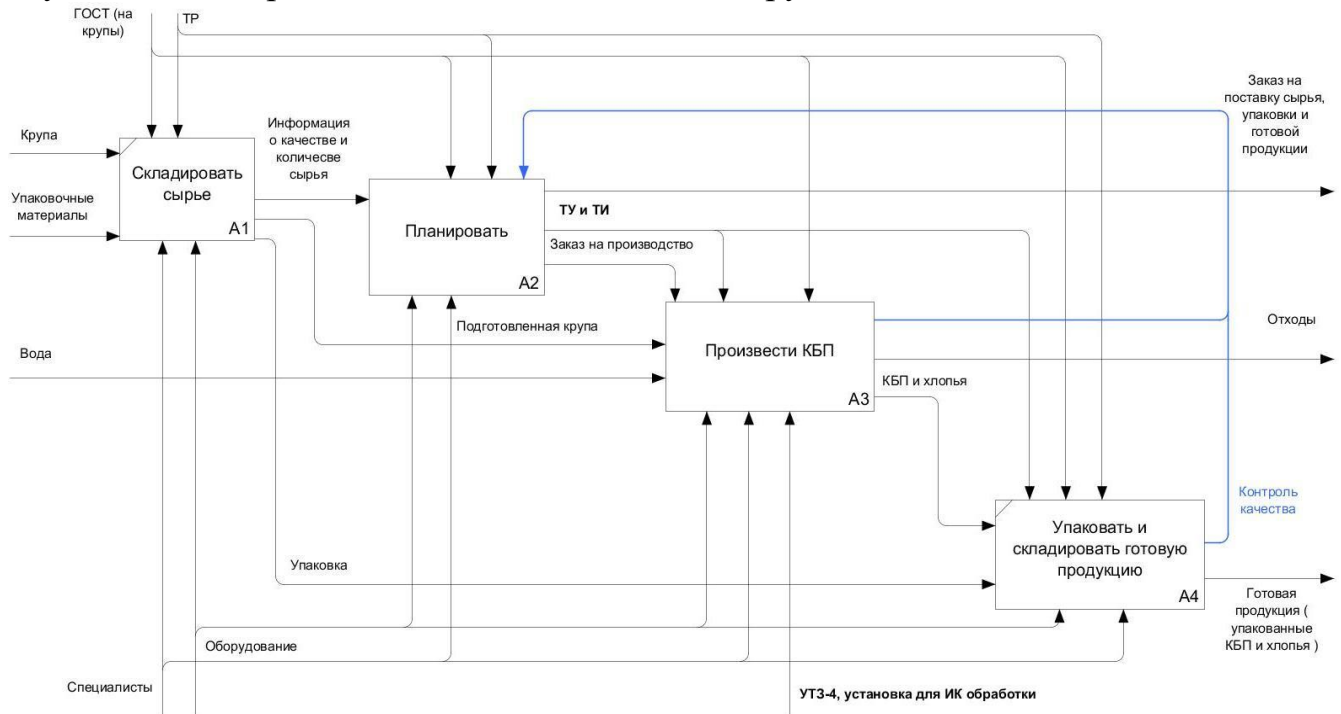 ГОСТ (на
крупы)
ТР
Заказ на
поставку сырья,
упаковки и
готовой
продукции
Крупа
Информация
о качестве и
количесве
сырья
Складировать
сырье
A1
Упаковочные
материалы
ТУ и ТИ
Планировать
A2
Заказ на производство
Подготовленная крупа
Отходы
Вода
Произвести КБП
A3
КБП и хлопья
Контроль
качества
Упаковать и
складировать готовую
продукцию
A4
Упаковка
Готовая
продукция (
упакованные
КБП и хлопья )
Оборудование
Специалисты
УТЗ-4, установка для ИК обработки